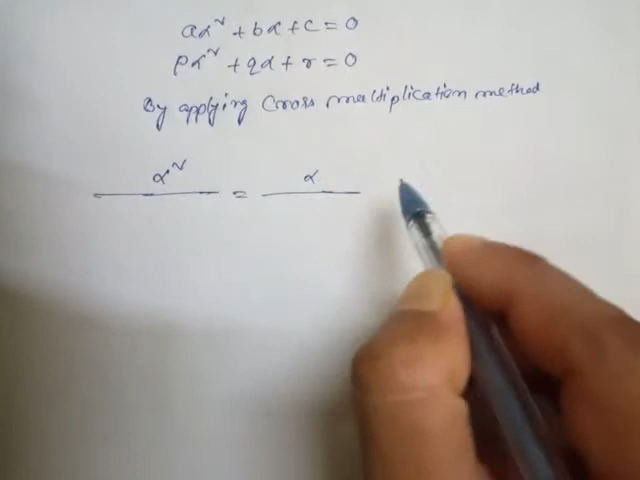 aα² + bα + c = 0
pα² + qα + r = 0
By applying Cross multiplication method
α² = α